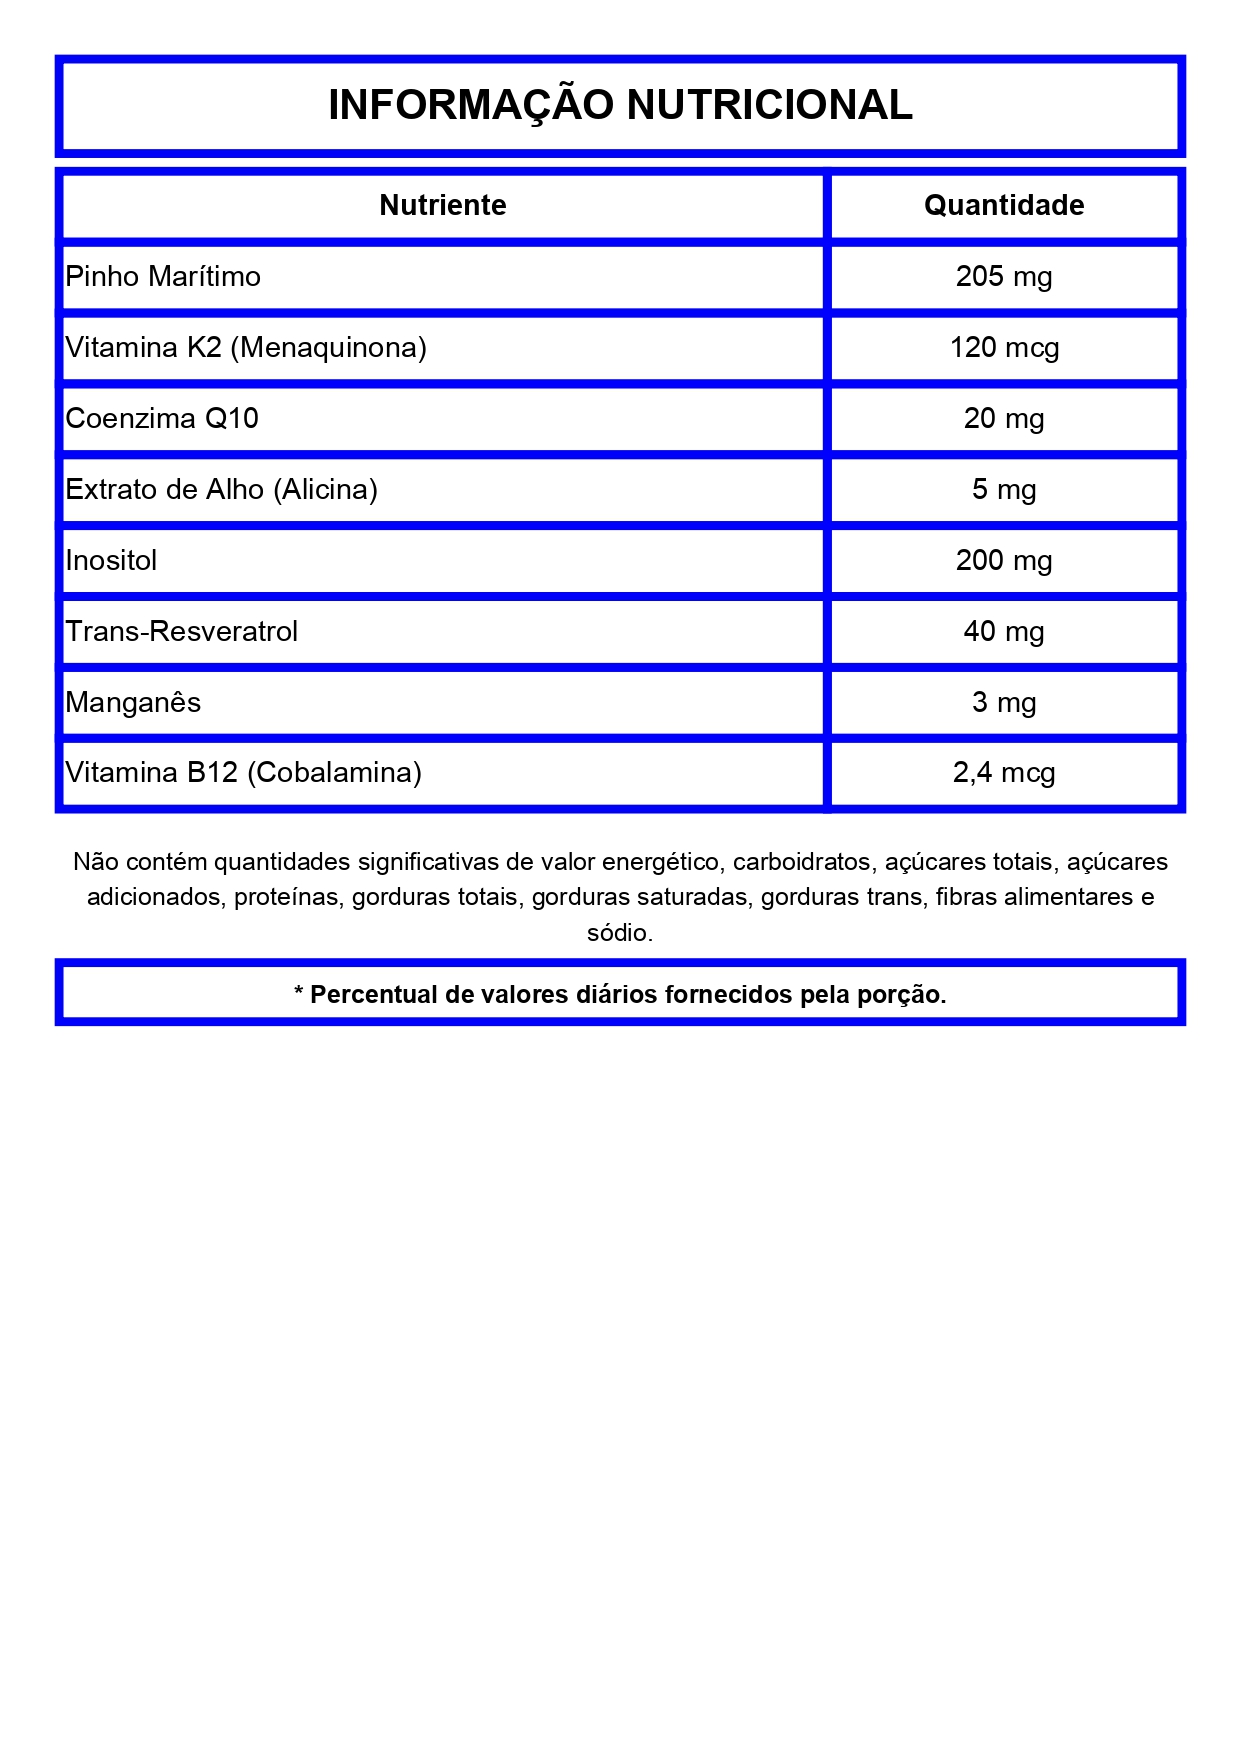 INFORMAÇÃO NUTRICIONAL
Nutriente Quantidade
Pinho Marítimo 205 mg
Vitamina K2 (Menaquinona) 120 mcg
Coenzima Q10 20 mg
Extrato de Alho (Alicina) 5 mg
Inositol 200 mg
Trans-Resveratrol 40 mg
Manganês 3 mg
Vitamina B12 (Cobalamina) 2,4 mcg
Não contém quantidades significativas de valor energético, carboidratos, açúcares totais, açúcares
adicionados, proteínas, gorduras totais, gorduras saturadas, gorduras trans, fibras alimentares e
sódio.
* Percentual de valores diários fornecidos pela porção.